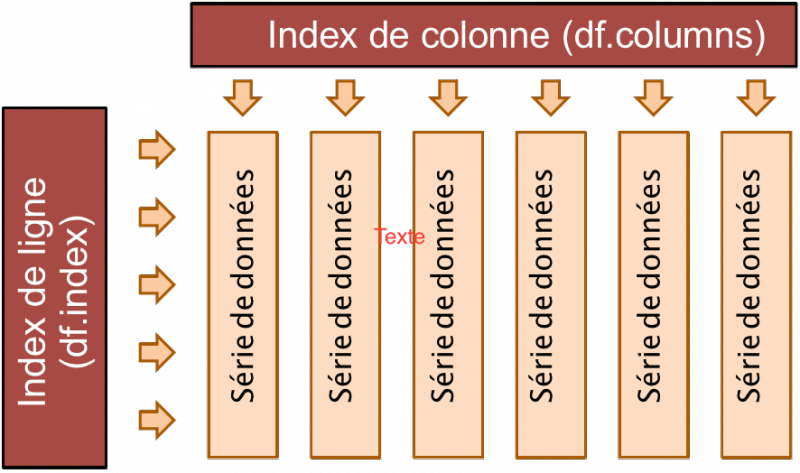 Index de colonne (df.columns)
Index de ligne
(df.index)
Série de données
Série de données
Texte
Série de données
Série de données
Série de données
Série de données